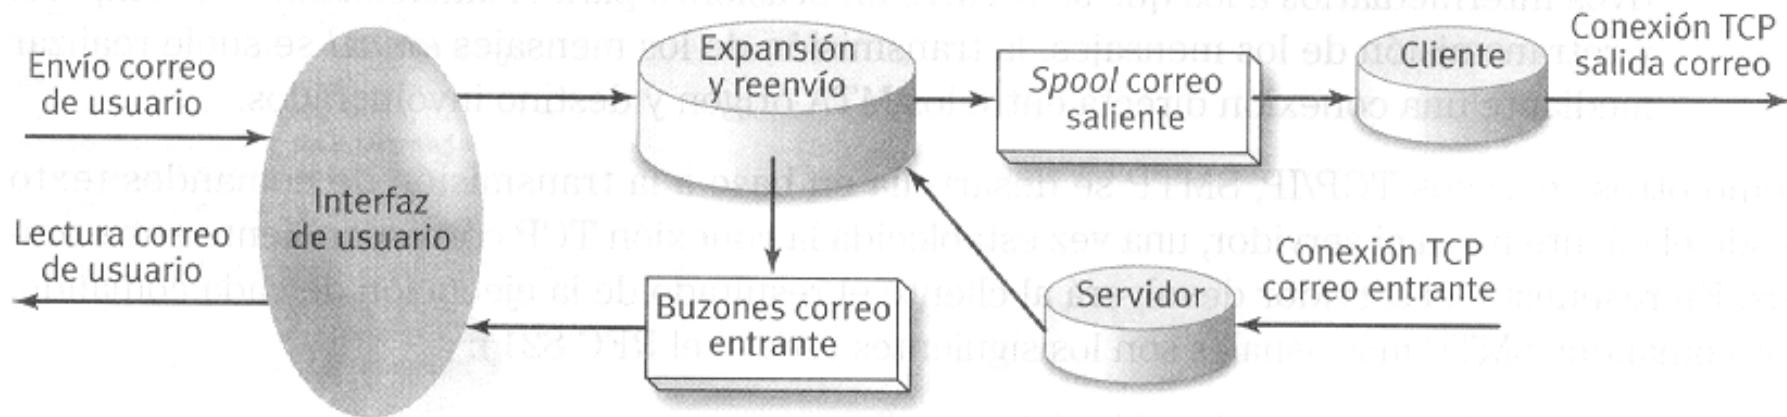 Envío correo
de usuario
Lectura correo
de usuario
Interfaz
de usuario
Expansión
y reenvío
Buzones correo
entrante
Spool correo
saliente
Cliente
Conexión TCP
salida correo
Servidor
Conexión TCP
correo entrante